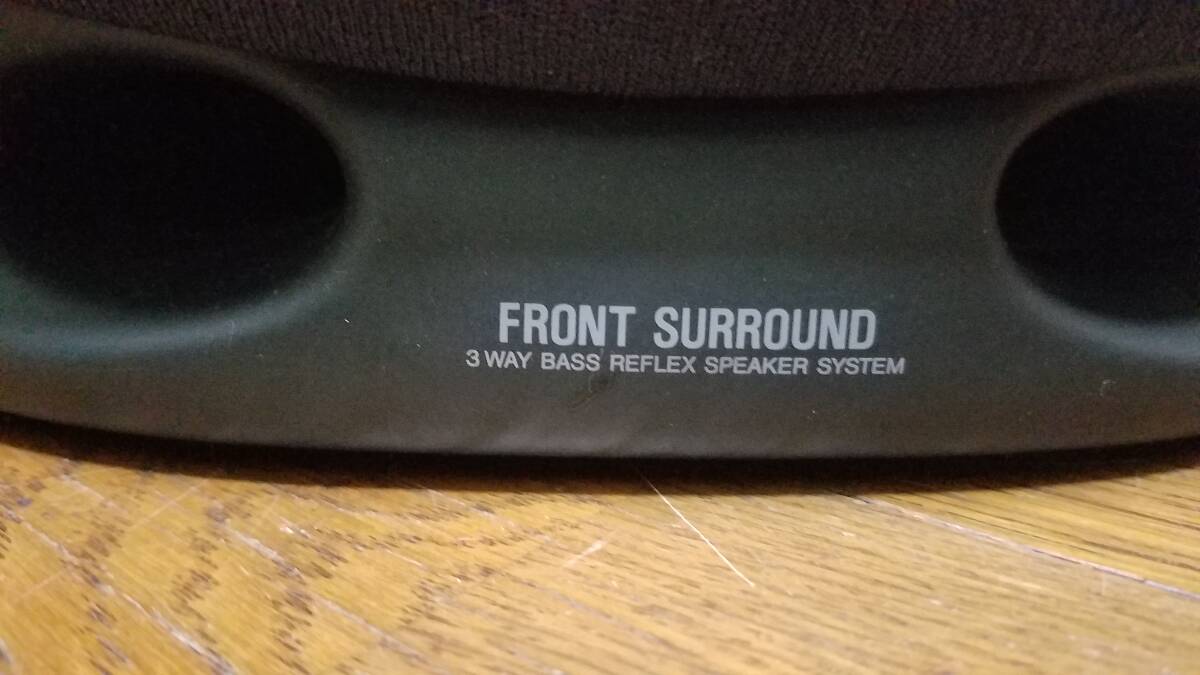 FRONT SURROUND
3 WAY BASS REFLEX SPEAKER SYSTEM